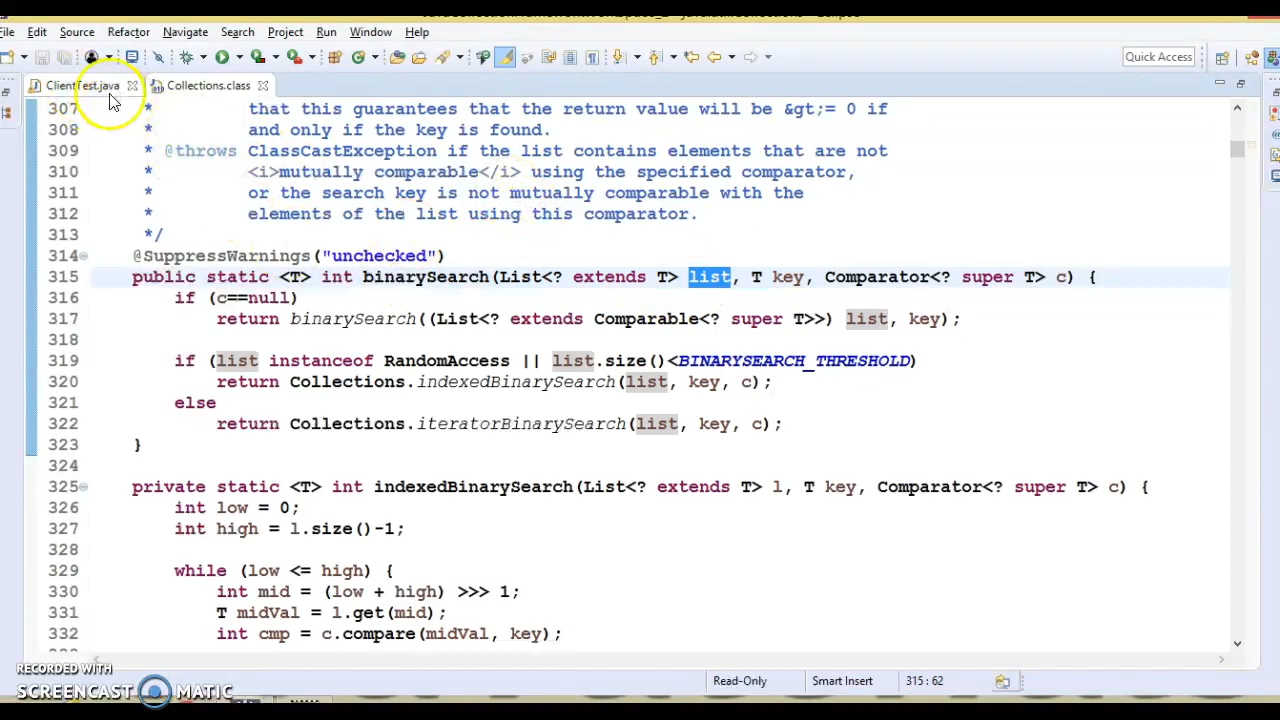 File Edit Source Refactor Navigate Search Project Run Window Help
Quick Access
ClientTest.java Collections.class
307 * that this guarantees that the return value will be &gt;= 0 if
308 * and only if the key is found.
309 * @throws ClassCastException if the list contains elements that are not
310 * <i>mutually comparable</i> using the specified comparator,
311 * or the search key is not mutually comparable with the
312 * elements of the list using this comparator.
313 */
314 @SuppressWarnings("unchecked")
315 public static <T> int binarySearch(List<? extends T> list, T key, Comparator<? super T> c) {
316 if (c==null)
317 return binarySearch((List<? extends Comparable<? super T>>) list, key);
318
319 if (list instanceof RandomAccess || list.size()<BINARYSEARCH_THRESHOLD)
320 return Collections.indexedBinarySearch(list, key, c);
321 else
322 return Collections.iteratorBinarySearch(list, key, c);
323 }
324
325 private static <T> int indexedBinarySearch(List<? extends T> l, T key, Comparator<? super T> c) {
326 int low = 0;
327 int high = l.size()-1;
328
329 while (low <= high) {
330 int mid = (low + high) >>> 1;
331 T midVal = l.get(mid);
332 int cmp = c.compare(midVal, key);
RECORDED WITH
SCREENCAST MATIC
Read-Only Smart Insert 315 : 62